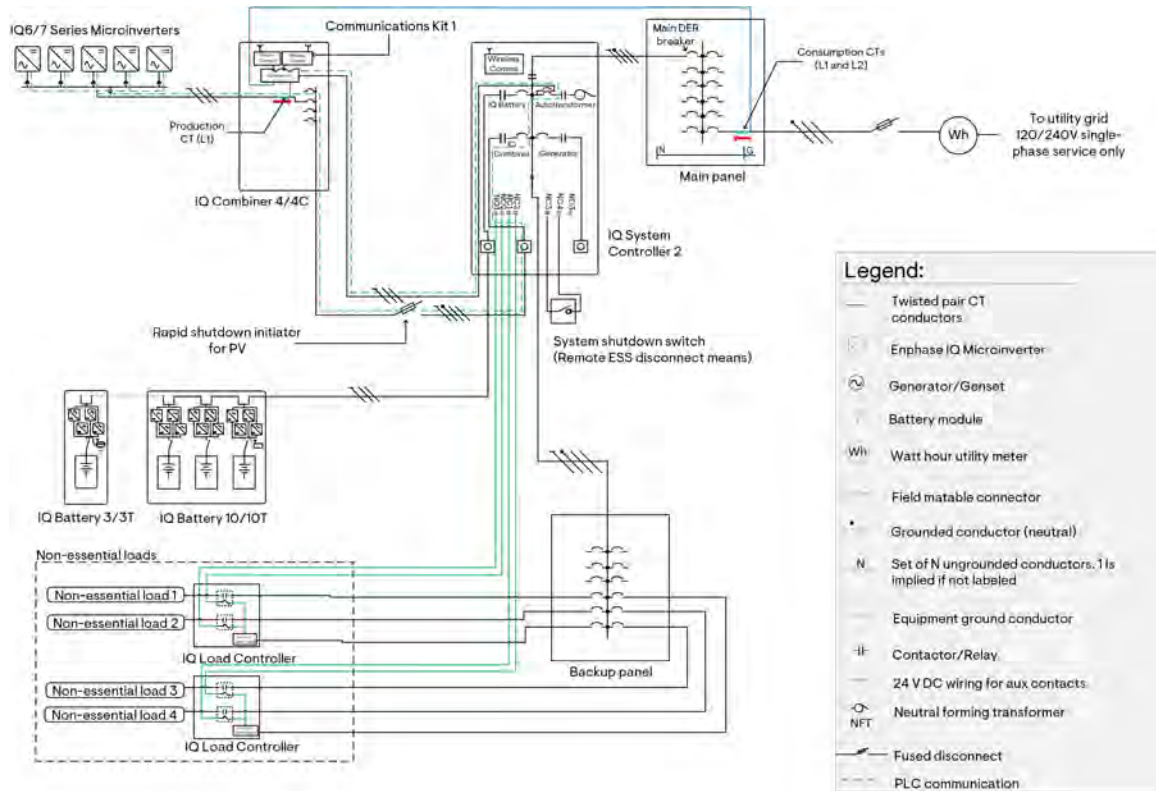 IQ6/7 Series Microinverters
Communications Kit 1
Production
CT (L1)
IQ Combiner 4/4C
Wireless
Comms
IQ Battery
Autotransformer
Combiner
Generator
IQ System
Controller 2
Main DER
breaker
Consumption CTs
(L1 and L2)
N
G
Main panel
Wh
To utility grid
120/240V single-
phase service only
Rapid shutdown initiator
for PV
System shutdown switch
(Remote ESS disconnect means)
IQ Battery 3/3T
IQ Battery 10/10T
Non-essential loads
Non-essential load 1
Non-essential load 2
IQ Load Controller
Non-essential load 3
Non-essential load 4
IQ Load Controller
Backup panel
Legend:
Twisted pair CT
conductors
Enphase IQ Microinverter
Generator/Genset
Battery module
Wh Watt hour utility meter
Field matable connector
Grounded conductor (neutral)
N Set of N ungrounded conductors. 1 is
implied if not labeled
Equipment ground conductor
Contactor/Relay
24 V DC wiring for aux contacts
Neutral forming transformer
NFT
Fused disconnect
PLC communication